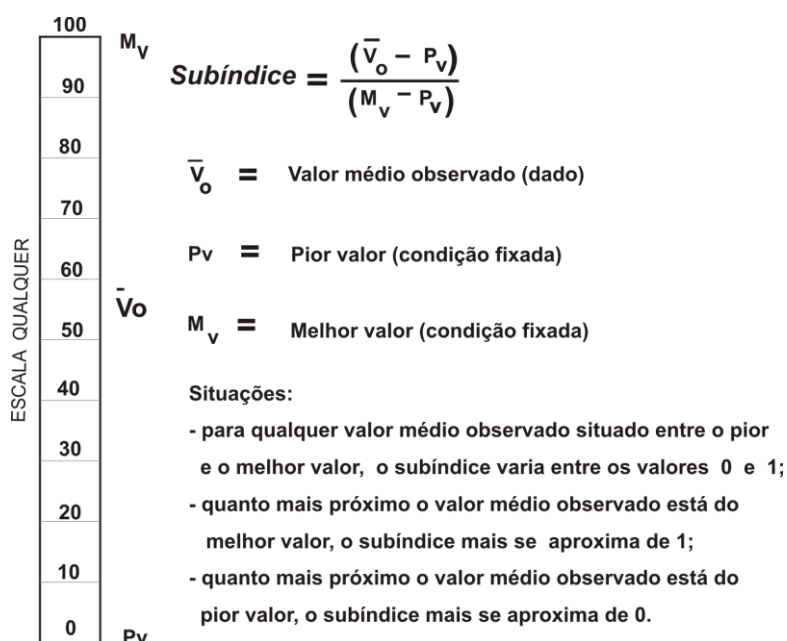 100
M_v
90
80
70
60
V̄o
50
40
30
20
10
0
Pv
ESCALA QUALQUER
Subíndice = (V̄_o − P_v) / (M_v − P_v)
V̄_o = Valor médio observado (dado)
Pv = Pior valor (condição fixada)
M_v = Melhor valor (condição fixada)
Situações:
- para qualquer valor médio observado situado entre o pior
e o melhor valor, o subíndice varia entre os valores 0 e 1;
- quanto mais próximo o valor médio observado está do
melhor valor, o subíndice mais se aproxima de 1;
- quanto mais próximo o valor médio observado está do
pior valor, o subíndice mais se aproxima de 0.